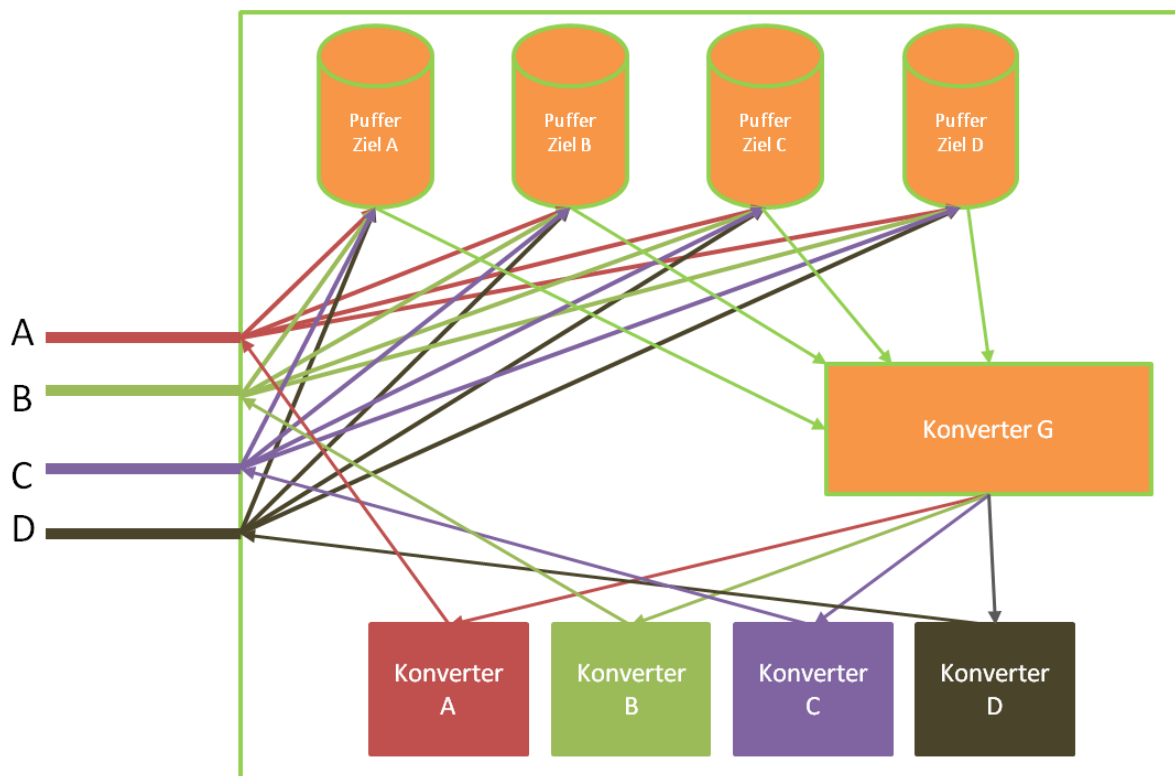 Puffer
Ziel A
Puffer
Ziel B
Puffer
Ziel C
Puffer
Ziel D
A
B
C
D
Konverter G
Konverter
A
Konverter
B
Konverter
C
Konverter
D